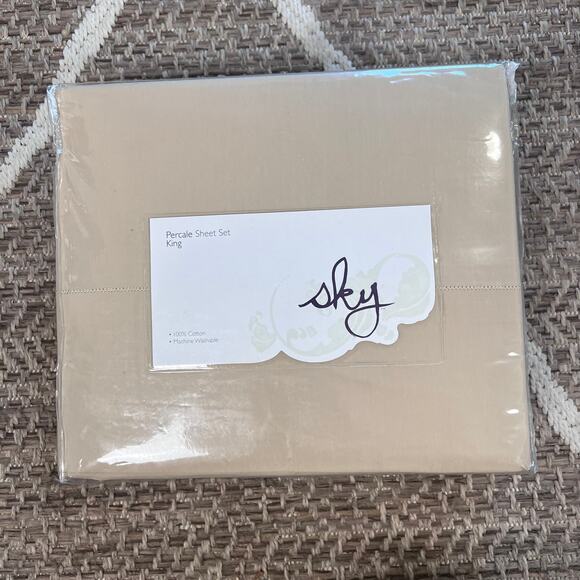 Percale Sheet Set
King
sky
• 100% Cotton
• Machine Washable